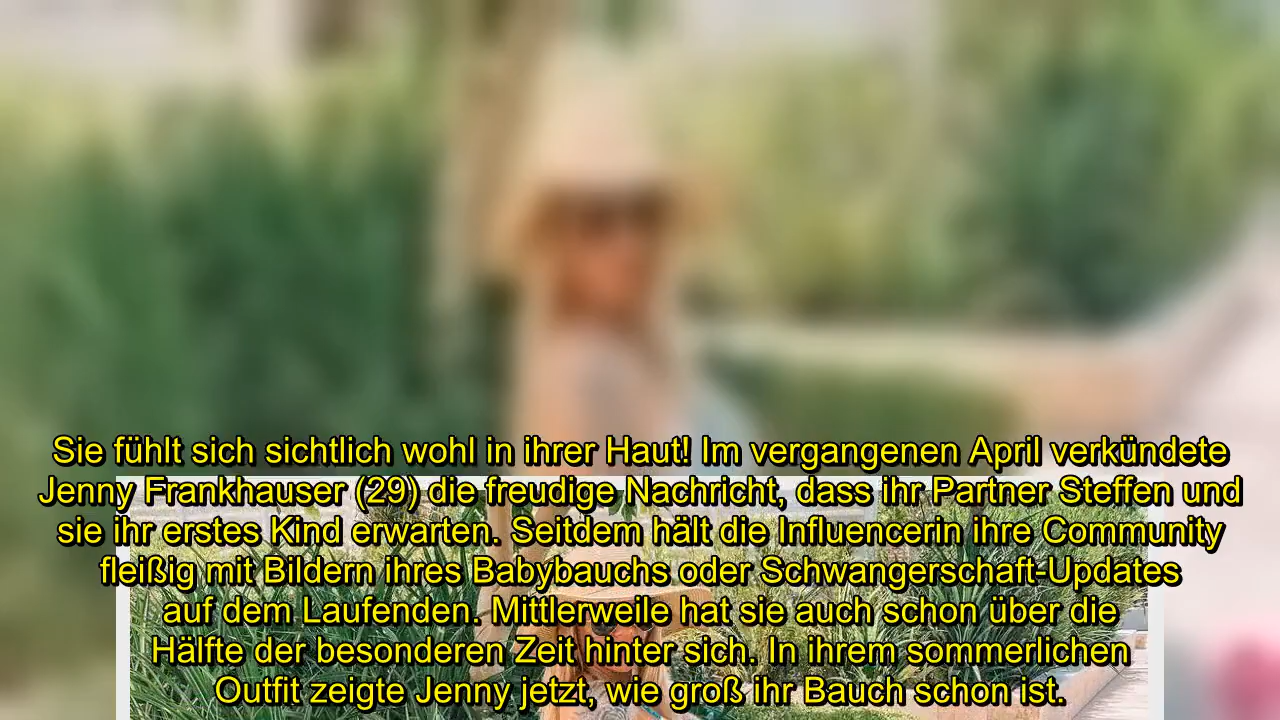 Sie fühlt sich sichtlich wohl in ihrer Haut! Im vergangenen April verkündete
Jenny Frankhauser (29) die freudige Nachricht, dass ihr Partner Steffen und
sie ihr erstes Kind erwarten. Seitdem hält die Influencerin ihre Community
fleißig mit Bildern ihres Babybauchs oder Schwangerschaft-Updates
auf dem Laufenden. Mittlerweile hat sie auch schon über die
Hälfte der besonderen Zeit hinter sich. In ihrem sommerlichen
Outfit zeigte Jenny jetzt, wie groß ihr Bauch schon ist.